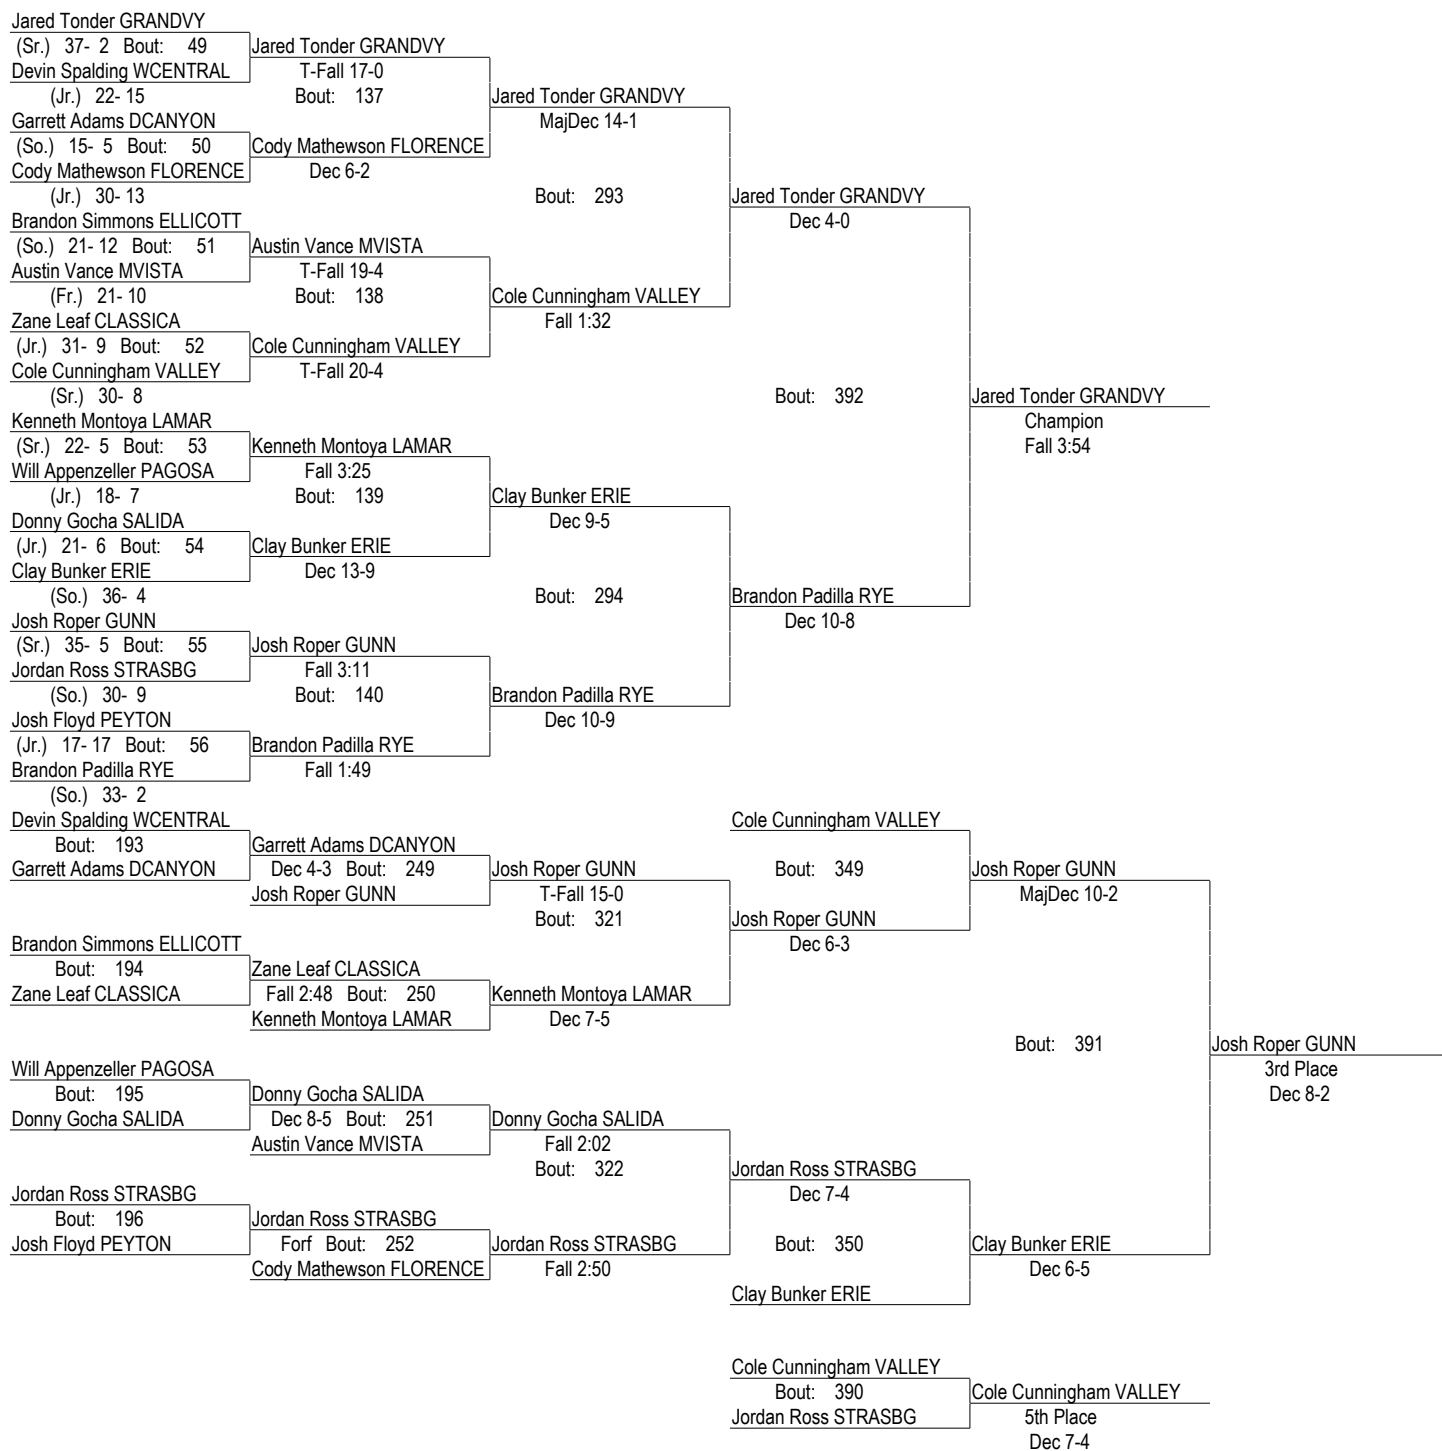 Jared Tonder GRANDVY
(Sr.) 37- 2 Bout: 49 Jared Tonder GRANDVY
Devin Spalding WCENTRAL T-Fall 17-0
(Jr.) 22- 15 Bout: 137 Jared Tonder GRANDVY
Garrett Adams DCANYON MajDec 14-1
(So.) 15- 5 Bout: 50 Cody Mathewson FLORENCE
Cody Mathewson FLORENCE Dec 6-2
(Jr.) 30- 13 Bout: 293 Jared Tonder GRANDVY
Brandon Simmons ELLICOTT Dec 4-0
(So.) 21- 12 Bout: 51 Austin Vance MVISTA
Austin Vance MVISTA T-Fall 19-4
(Fr.) 21- 10 Bout: 138 Cole Cunningham VALLEY
Zane Leaf CLASSICA Fall 1:32
(Jr.) 31- 9 Bout: 52 Cole Cunningham VALLEY
Cole Cunningham VALLEY T-Fall 20-4
(Sr.) 30- 8 Bout: 392 Jared Tonder GRANDVY
Kenneth Montoya LAMAR Champion
(Sr.) 22- 5 Bout: 53 Kenneth Montoya LAMAR Fall 3:54
Will Appenzeller PAGOSA Fall 3:25
(Jr.) 18- 7 Bout: 139 Clay Bunker ERIE
Donny Gocha SALIDA Dec 9-5
(Jr.) 21- 6 Bout: 54 Clay Bunker ERIE
Clay Bunker ERIE Dec 13-9
(So.) 36- 4 Bout: 294 Brandon Padilla RYE
Josh Roper GUNN Dec 10-8
(Sr.) 35- 5 Bout: 55 Josh Roper GUNN
Jordan Ross STRASBG Fall 3:11
(So.) 30- 9 Bout: 140 Brandon Padilla RYE
Josh Floyd PEYTON Dec 10-9
(Jr.) 17- 17 Bout: 56 Brandon Padilla RYE
Brandon Padilla RYE Fall 1:49
(So.) 33- 2
Devin Spalding WCENTRAL Cole Cunningham VALLEY
Bout: 193 Garrett Adams DCANYON
Garrett Adams DCANYON Dec 4-3 Bout: 249 Josh Roper GUNN Bout: 349 Josh Roper GUNN
Josh Roper GUNN T-Fall 15-0 MajDec 10-2
Bout: 321 Josh Roper GUNN
Brandon Simmons ELLICOTT Dec 6-3
Bout: 194 Zane Leaf CLASSICA
Zane Leaf CLASSICA Fall 2:48 Bout: 250 Kenneth Montoya LAMAR
Kenneth Montoya LAMAR Dec 7-5
Bout: 391 Josh Roper GUNN
Will Appenzeller PAGOSA 3rd Place
Bout: 195 Donny Gocha SALIDA Dec 8-2
Donny Gocha SALIDA Dec 8-5 Bout: 251 Donny Gocha SALIDA
Austin Vance MVISTA Fall 2:02
Bout: 322 Jordan Ross STRASBG
Jordan Ross STRASBG Dec 7-4
Bout: 196 Jordan Ross STRASBG
Josh Floyd PEYTON Forf Bout: 252 Jordan Ross STRASBG Bout: 350 Clay Bunker ERIE
Cody Mathewson FLORENCE Fall 2:50 Dec 6-5
Clay Bunker ERIE
Cole Cunningham VALLEY
Bout: 390 Cole Cunningham VALLEY
Jordan Ross STRASBG 5th Place
Dec 7-4